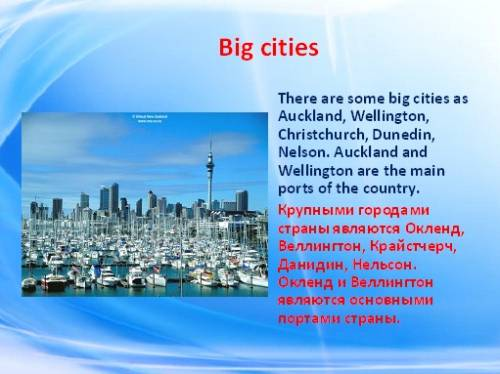 Big cities
There are some big cities as
Auckland, Wellington,
Christchurch, Dunedin,
Nelson. Auckland and
Wellington are the main
ports of the country.
Крупными городами
страны являются Окленд,
Веллингтон, Крайстчерч,
Данидин, Нельсон.
Окленд и Веллингтон
являются основными
портами страны.